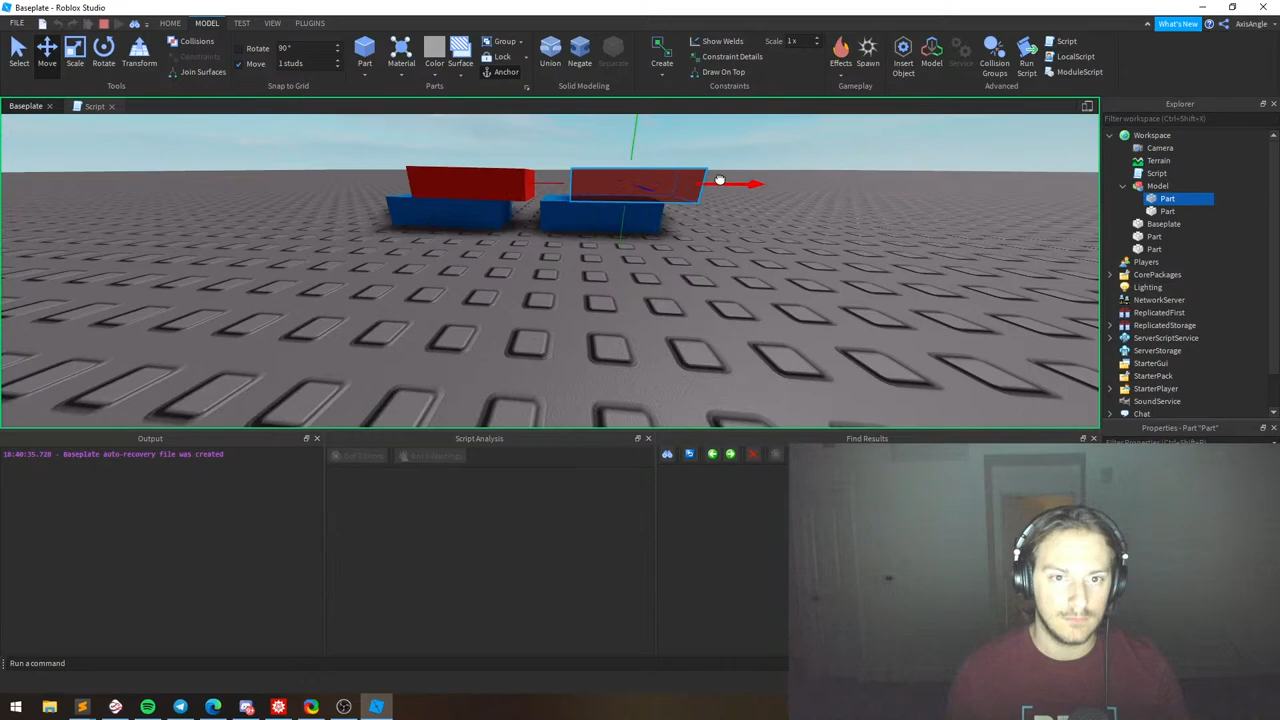 Baseplate - Roblox Studio
FILE HOME MODEL TEST VIEW PLUGINS What's New AxisAngle
Select Move Scale Rotate Transform
Collisions
Constraints
Join Surfaces
Tools
Rotate 90°
Move 1 studs
Snap to Grid
Part Material Color Surface
Group
Lock
Anchor
Parts
Union Negate Separate
Solid Modeling
Create
Show Welds
Constraint Details
Draw On Top
Scale 1 x
Constraints
Effects Spawn
Gameplay
Insert Object
Model
Service
Collision Groups
Run Script
Script
LocalScript
ModuleScript
Advanced
Baseplate Script
Explorer
Filter workspace (Ctrl+Shift+X)
Workspace
Camera
Terrain
Script
Model
Part
Part
Baseplate
Part
Part
Players
CorePackages
Lighting
NetworkServer
ReplicatedFirst
ReplicatedStorage
ServerScriptService
ServerStorage
StarterGui
StarterPack
StarterPlayer
SoundService
Chat
Properties - Part "Part"
Output
18:40:35.728 - Baseplate auto-recovery file was created
Script Analysis
Find Results
Run a command